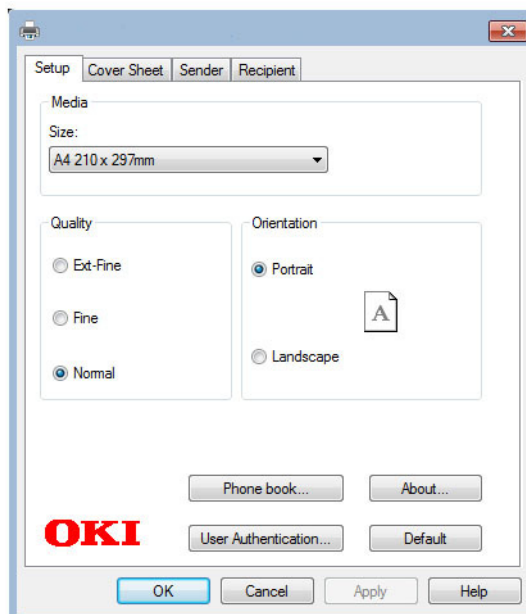 Setup Cover Sheet Sender Recipient
Media
Size:
A4 210 x 297mm
Quality
Ext-Fine
Fine
Normal
Orientation
Portrait
A
Landscape
Phone book... About...
OKI User Authentication... Default
OK Cancel Apply Help